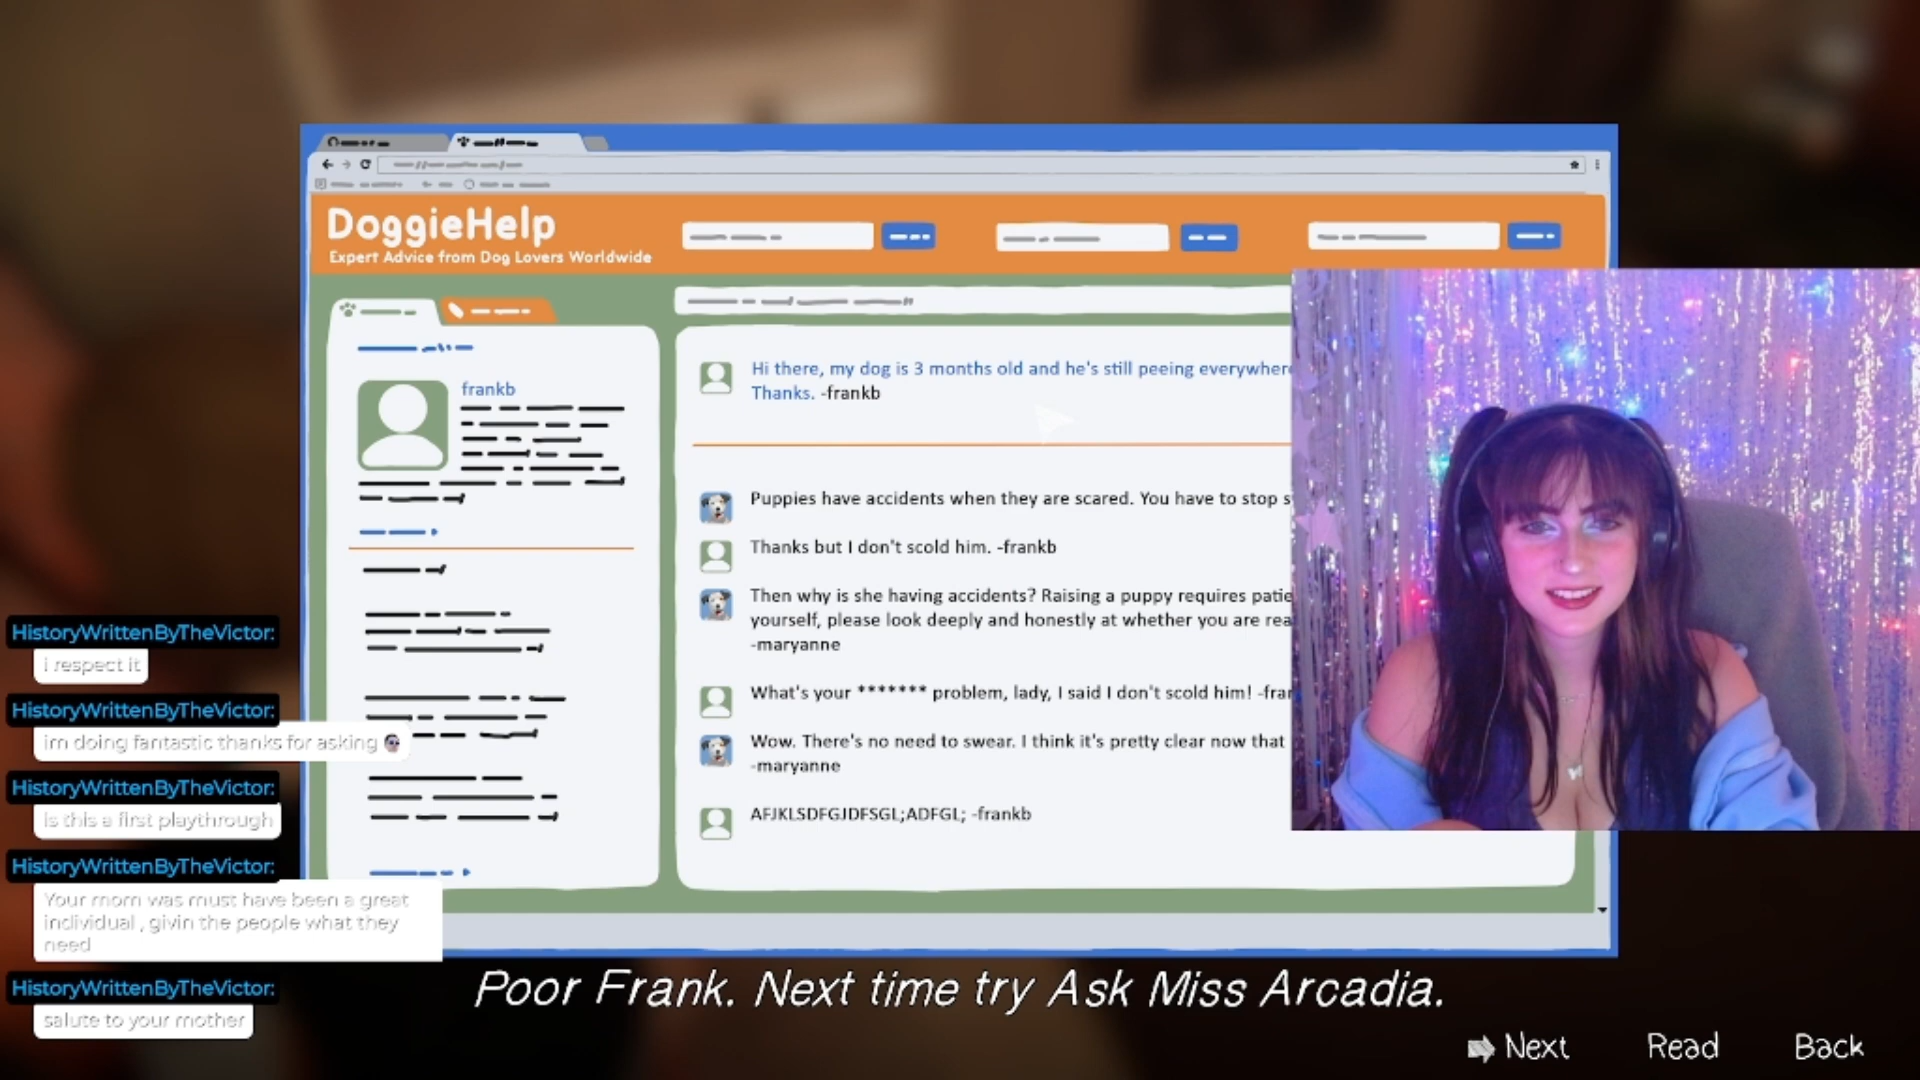 DoggieHelp
Expert Advice from Dog Lovers Worldwide
frankb
Hi there, my dog is 3 months old and he's still peeing everywhere
Thanks. -frankb
Puppies have accidents when they are scared. You have to stop
Thanks but I don't scold him. -frankb
Then why is she having accidents? Raising a puppy requires
yourself, please look deeply and honestly at whether you are
-maryanne
What's your ******* problem, lady, I said I don't scold him!
Wow. There's no need to swear. I think it's pretty clear now that
-maryanne
AFJKLSDFGJDFSGL;ADFGL; -frankb
HistoryWrittenByTheVictor:
i respect it
HistoryWrittenByTheVictor:
im doing fantastic thanks for asking
HistoryWrittenByTheVictor:
is this a first playthrough
HistoryWrittenByTheVictor:
Your mom was must have been a great
individual , givin the people what they
need
HistoryWrittenByTheVictor:
salute to your mother
Poor Frank. Next time try Ask Miss Arcadia.
Next
Read
Back